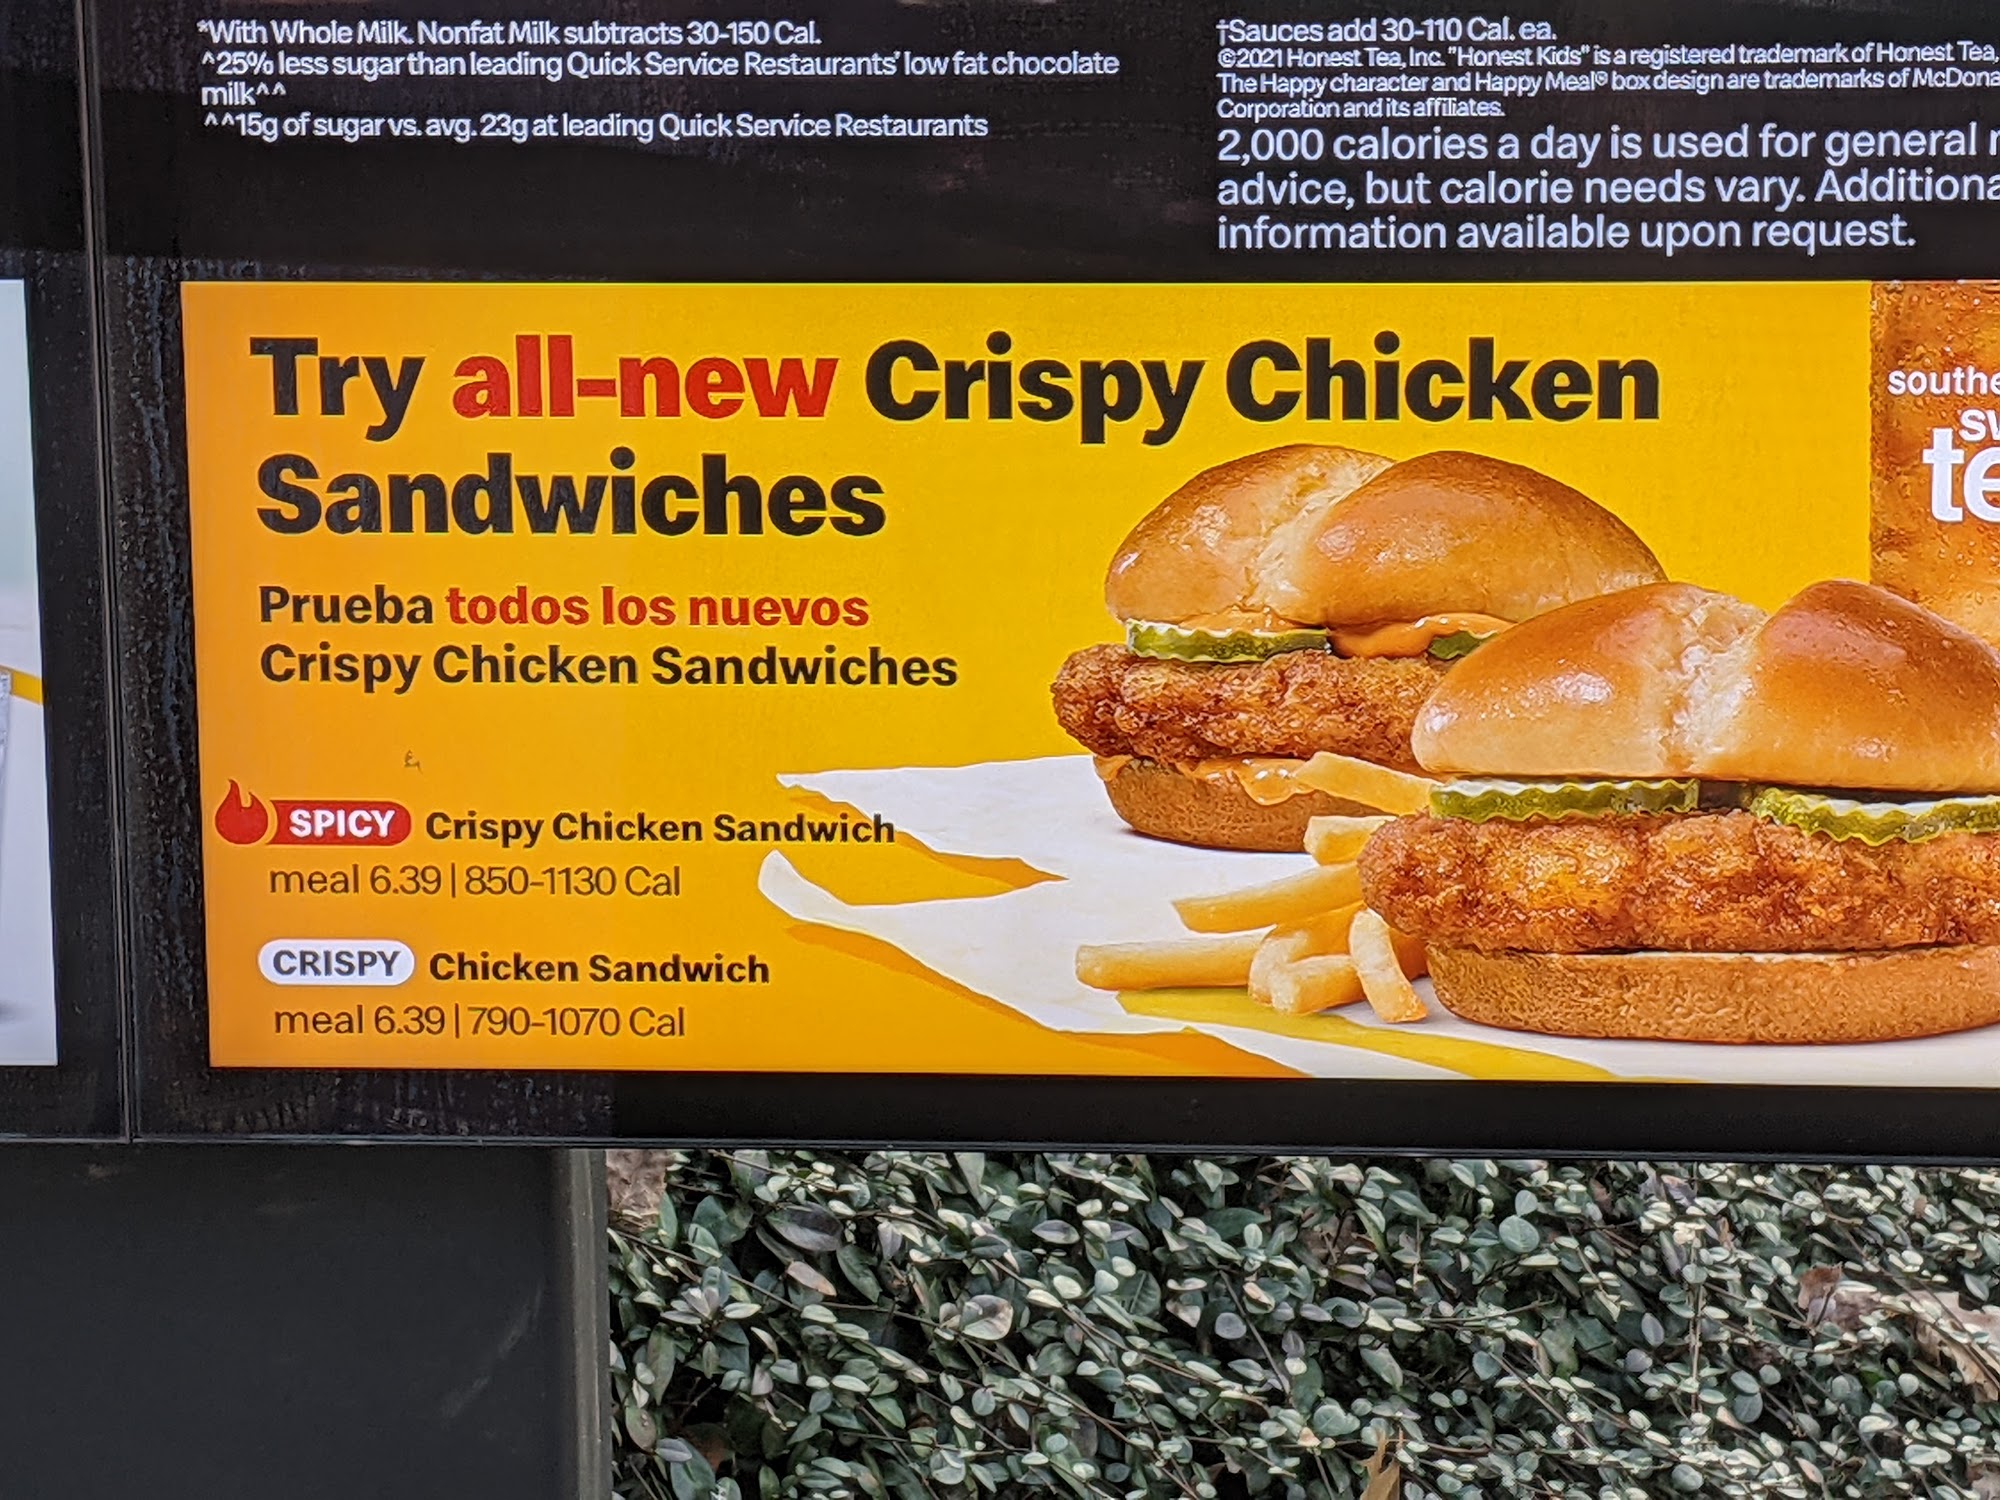 *With Whole Milk. Nonfat Milk subtracts 30-150 Cal.
^25% less sugar than leading Quick Service Restaurants' low fat chocolate
milk^^
^^15g of sugar vs. avg. 23g at leading Quick Service Restaurants
†Sauces add 30-110 Cal. ea.
©2021 Honest Tea, Inc. "Honest Kids" is a registered trademark of Honest Tea,
The Happy character and Happy Meal® box design are trademarks of
Corporation and its affiliates.
2,000 calories a day is used for general
advice, but calorie needs vary.
information available upon request.
Try all-new Crispy Chicken
Sandwiches
Prueba todos los nuevos
Crispy Chicken Sandwiches
SPICY Crispy Chicken Sandwich
meal 6.39 | 850-1130 Cal
CRISPY Chicken Sandwich
meal 6.39 | 790-1070 Cal